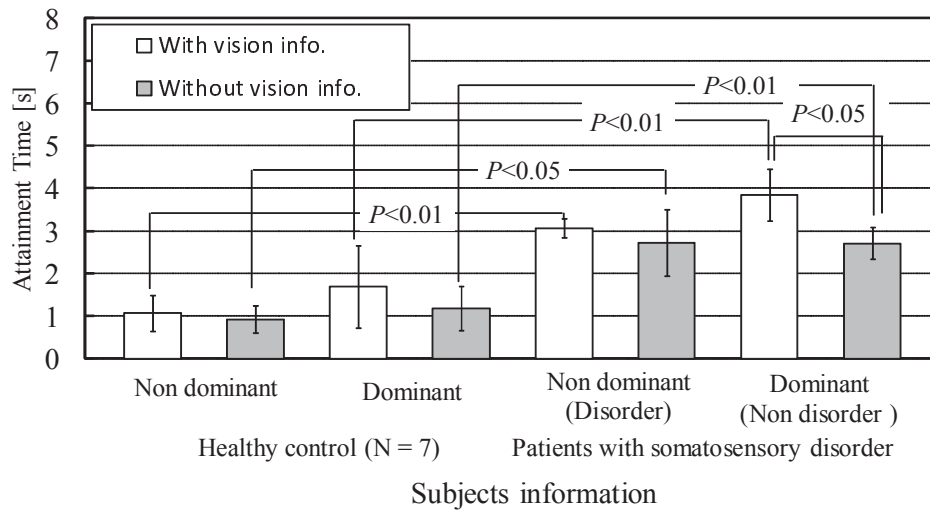 8
7
6
5
4
3
2
1
0
Attainment Time [s]
With vision info.
Without vision info.
P<0.01
P<0.01
P<0.05
P<0.05
P<0.01
Non dominant
Dominant
Non dominant
(Disorder)
Dominant
(Non disorder )
Healthy control (N = 7)
Patients with somatosensory disorder
Subjects information